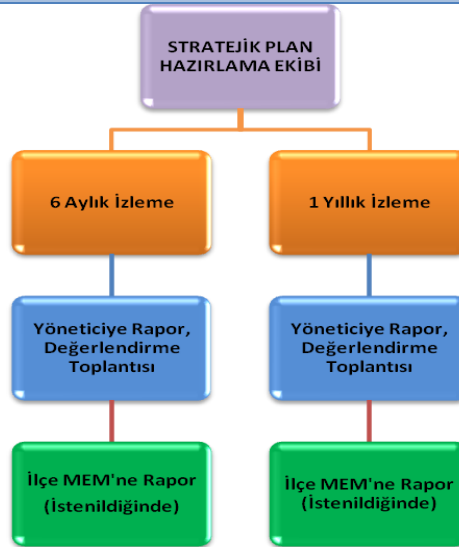 STRATEJİK PLAN
HAZIRLAMA EKİBİ
6 Aylık İzleme
1 Yıllık İzleme
Yöneticiye Rapor,
Değerlendirme
Toplantısı
Yöneticiye Rapor,
Değerlendirme
Toplantısı
İlçe MEM'ne Rapor
(İstenildiğinde)
İlçe MEM'ne Rapor
(İstenildiğinde)